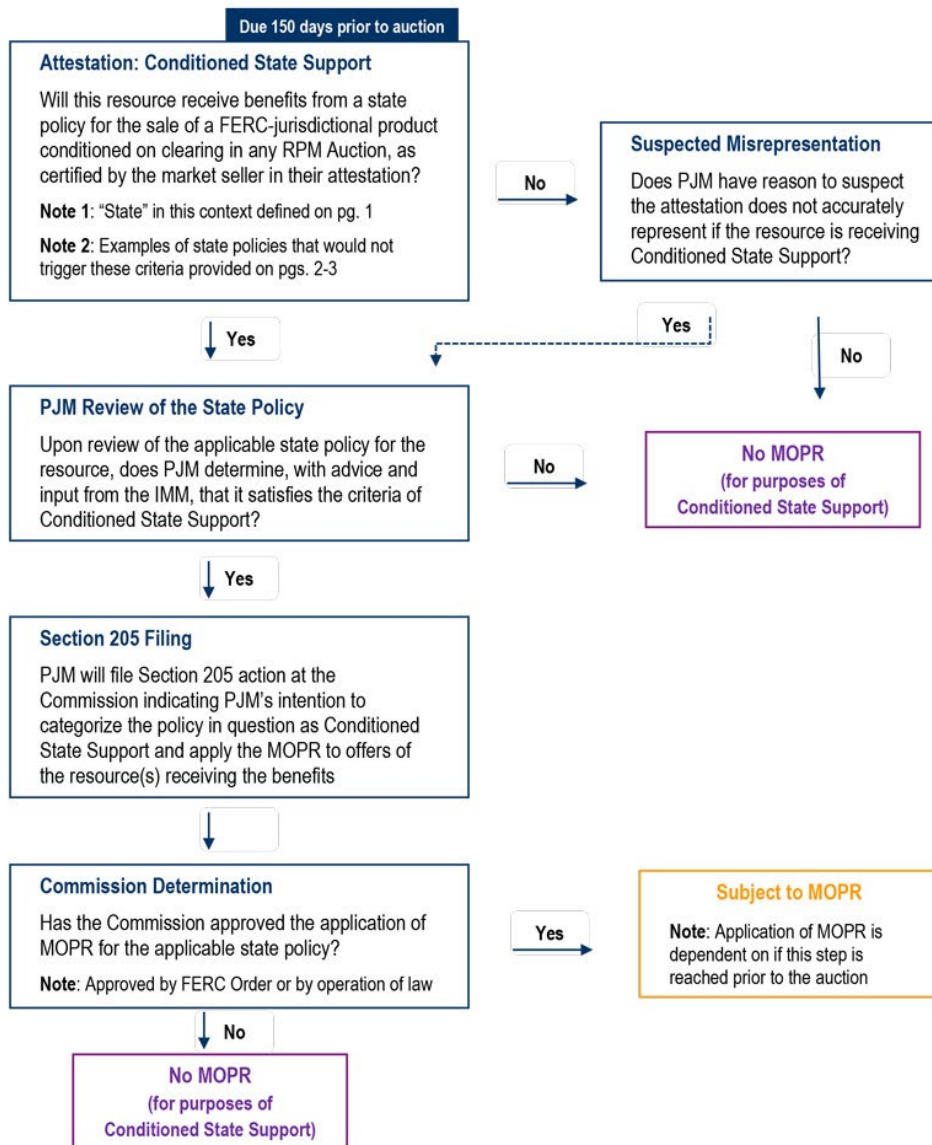 Due 150 days prior to auction
Attestation: Conditioned State Support
Will this resource receive benefits from a state
policy for the sale of a FERC-jurisdictional product
conditioned on clearing in any RPM Auction, as
certified by the market seller in their attestation?
Note 1: “State” in this context defined on pg. 1
Note 2: Examples of state policies that would not
trigger these criteria provided on pgs. 2-3
No
Suspected Misrepresentation
Does PJM have reason to suspect
the attestation does not accurately
represent if the resource is receiving
Conditioned State Support?
Yes
Yes
No
PJM Review of the State Policy
Upon review of the applicable state policy for the
resource, does PJM determine, with advice and
input from the IMM, that it satisfies the criteria of
Conditioned State Support?
No
No MOPR
(for purposes of
Conditioned State Support)
Yes
Section 205 Filing
PJM will file Section 205 action at the
Commission indicating PJM’s intention to
categorize the policy in question as Conditioned
State Support and apply the MOPR to offers of
the resource(s) receiving the benefits
Commission Determination
Has the Commission approved the application of
MOPR for the applicable state policy?
Note: Approved by FERC Order or by operation of law
Yes
Subject to MOPR
Note: Application of MOPR is
dependent on if this step is
reached prior to the auction
No
No MOPR
(for purposes of
Conditioned State Support)